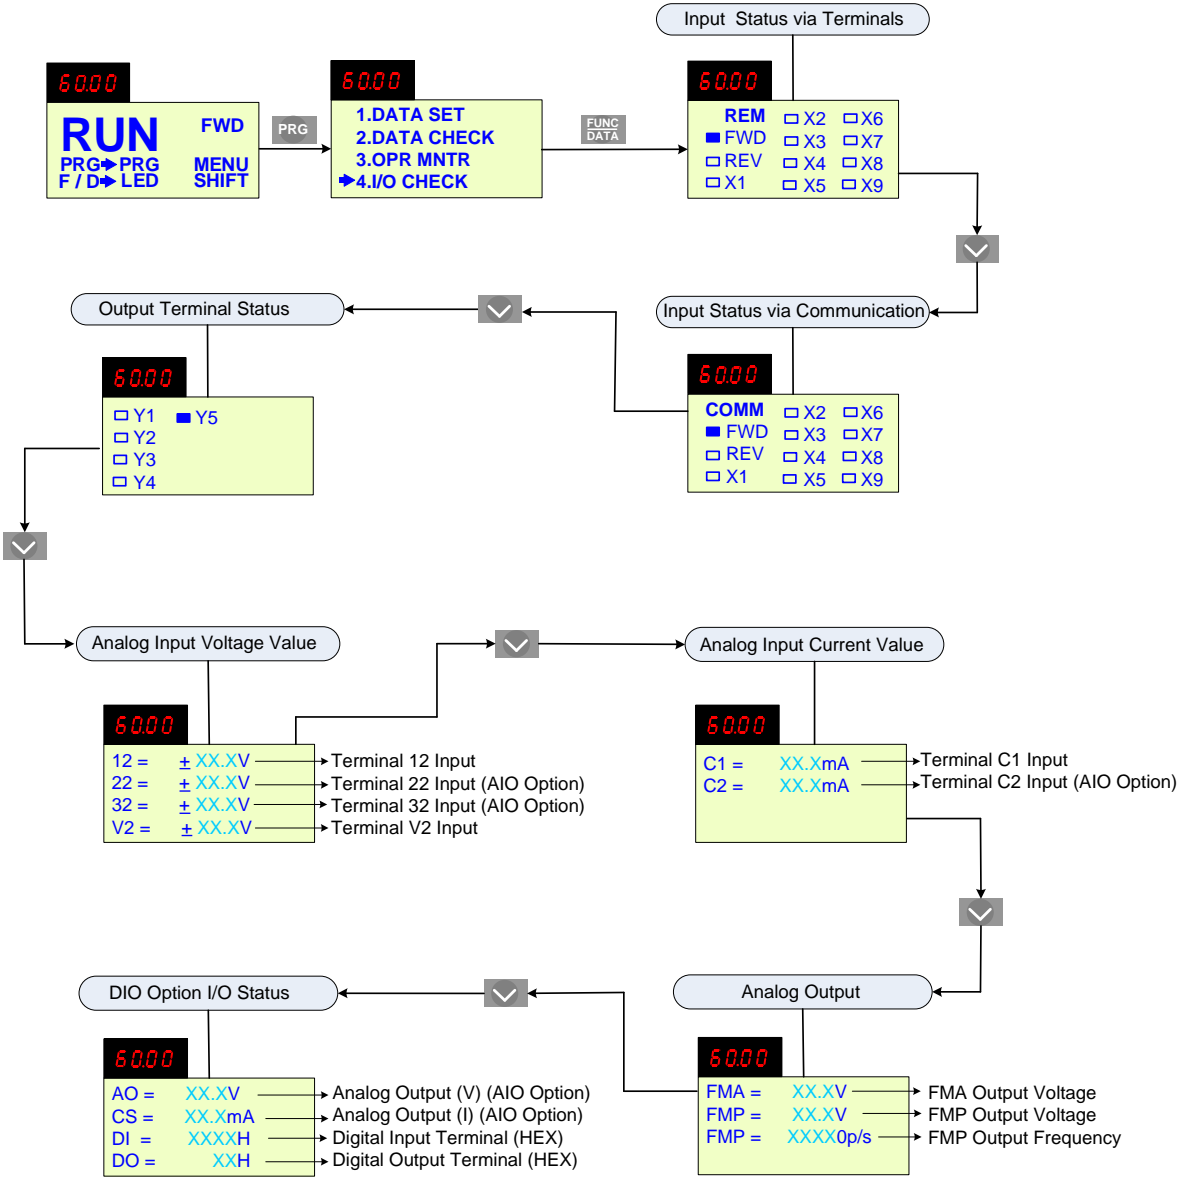 Input Status via Terminals
60.00
RUN FWD
PRG PRG MENU
F / D LED SHIFT
PRG
60.00
1.DATA SET
2.DATA CHECK
3.OPR MNTR
4.I/O CHECK
FUNC
DATA
60.00
REM X2 X6
FWD X3 X7
REV X4 X8
X1 X5 X9
Output Terminal Status
60.00
Y1 Y5
Y2
Y3
Y4
Input Status via Communication
60.00
COMM X2 X6
FWD X3 X7
REV X4 X8
X1 X5 X9
Analog Input Voltage Value
60.00
12 = ± XX.XV Terminal 12 Input
22 = ± XX.XV Terminal 22 Input (AIO Option)
32 = ± XX.XV Terminal 32 Input (AIO Option)
V2 = ± XX.XV Terminal V2 Input
Analog Input Current Value
60.00
C1 = XX.XmA Terminal C1 Input
C2 = XX.XmA Terminal C2 Input (AIO Option)
DIO Option I/O Status
60.00
AO = XX.XV Analog Output (V) (AIO Option)
CS = XX.XmA Analog Output (I) (AIO Option)
DI = XXXXH Digital Input Terminal (HEX)
DO = XXH Digital Output Terminal (HEX)
Analog Output
60.00
FMA = XX.XV FMA Output Voltage
FMP = XX.XV FMP Output Voltage
FMP = XXXX0p/s FMP Output Frequency